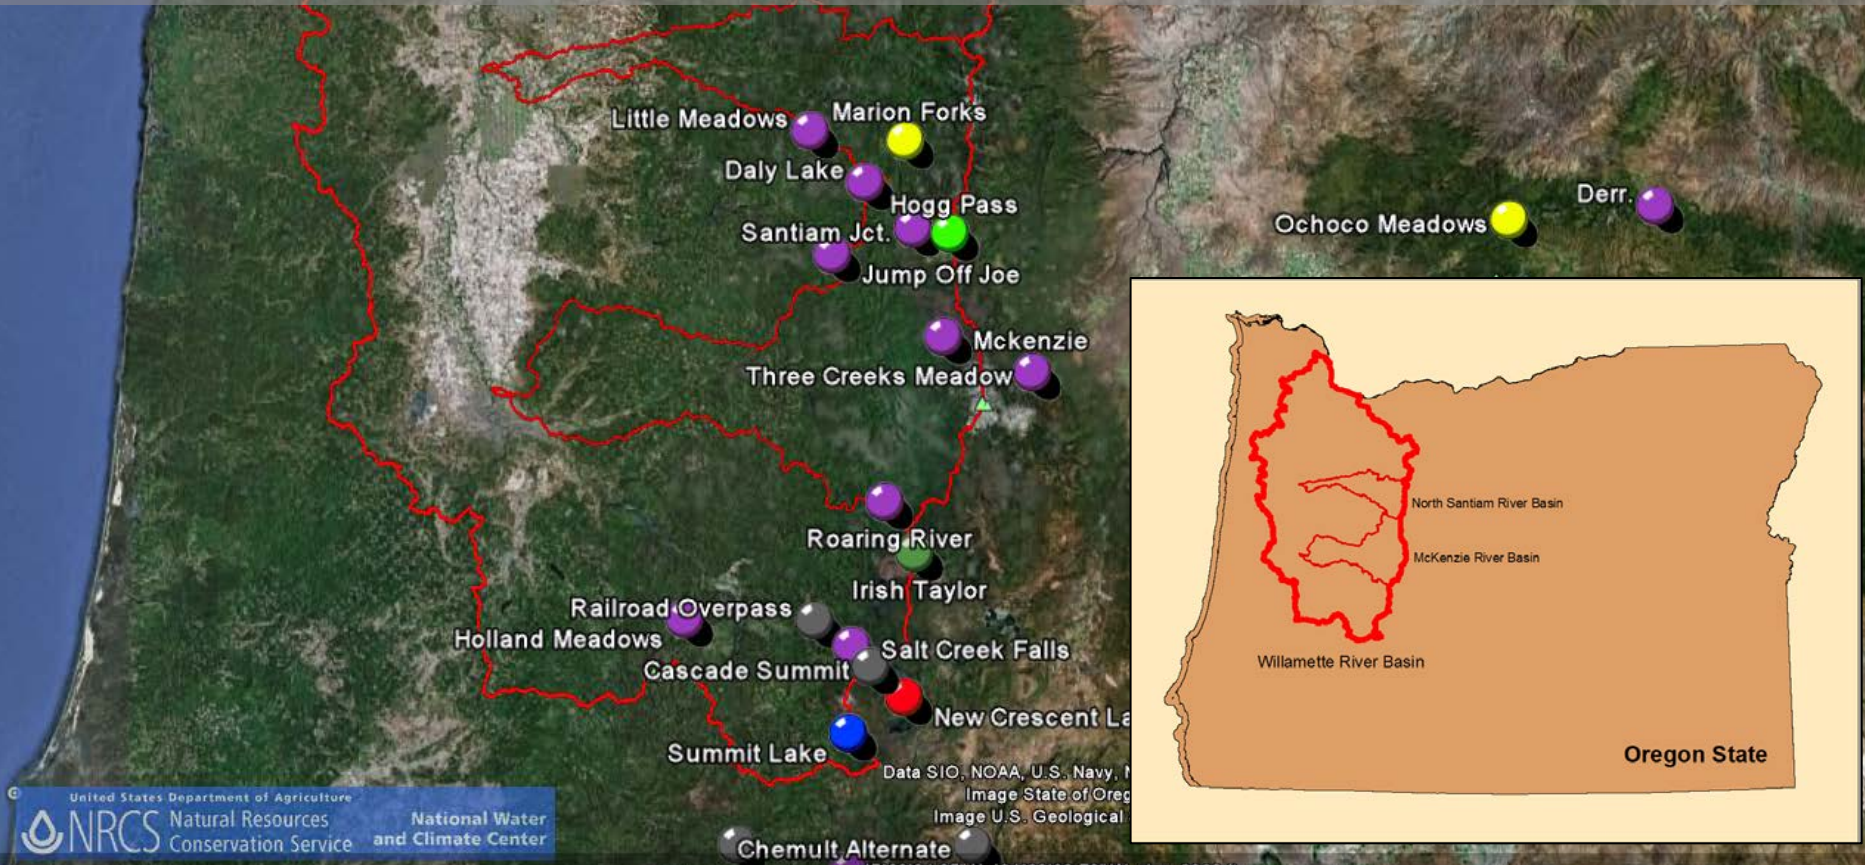 Little Meadows
Marion Forks
Daly Lake
Hogg Pass
Santiam Jct.
Jump Off Joe
Mckenzie
Three Creeks Meadow
Ochoco Meadows
Derr.
Roaring River
Irish Taylor
Railroad Overpass
Holland Meadows
Salt Creek Falls
Cascade Summit
New Crescent La
Summit Lake
Data SIO, NOAA, U.S. Navy,
Image State of Oreg
Image U.S. Geological
Chemult Alternate
United States Department of Agriculture
NRCS
Natural Resources
Conservation Service
National Water
and Climate Center
North Santiam River Basin
McKenzie River Basin
Willamette River Basin
Oregon State